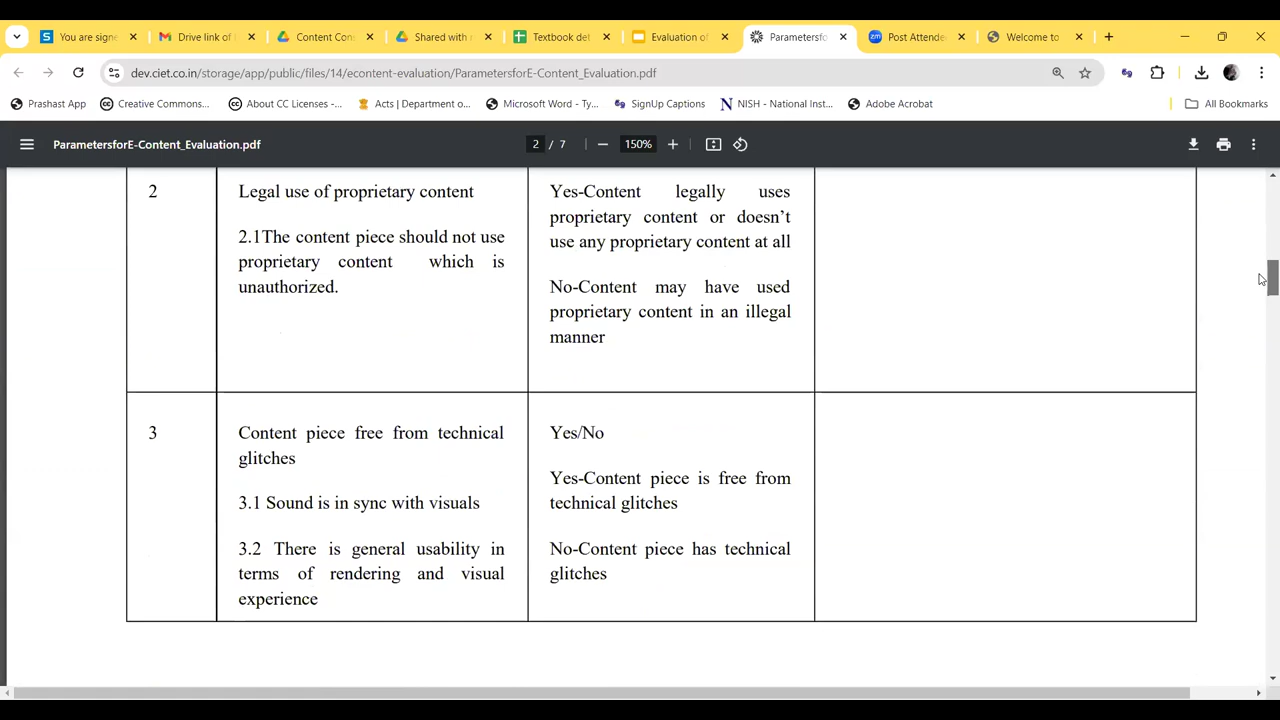 You are signe
Drive link of
Content Cons
Shared with
Textbook det
Evaluation of
Parametersfo
Post Attende
Welcome to
dev.ciet.co.in/storage/app/public/files/14/econtent-evaluation/ParametersforE-Content_Evaluation.pdf
Prashast App
Creative Commons...
About CC Licenses -...
Acts | Department o...
Microsoft Word - Ty...
SignUp Captions
NISH - National Inst...
Adobe Acrobat
All Bookmarks
ParametersforE-Content_Evaluation.pdf
2 / 7
150%
2
Legal use of proprietary content
2.1The content piece should not use
proprietary content which is
unauthorized.
Yes-Content legally uses
proprietary content or doesn't
use any proprietary content at all
No-Content may have used
proprietary content in an illegal
manner
3
Content piece free from technical
glitches
3.1 Sound is in sync with visuals
3.2 There is general usability in
terms of rendering and visual
experience
Yes/No
Yes-Content piece is free from
technical glitches
No-Content piece has technical
glitches